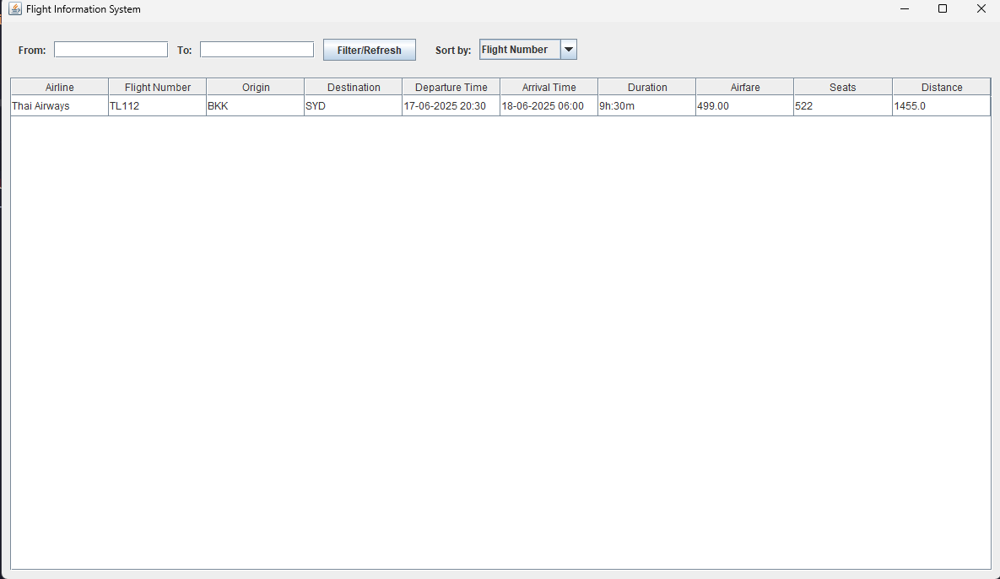 Flight Information System
From: To: Filter/Refresh Sort by: Flight Number
Airline Flight Number Origin Destination Departure Time Arrival Time Duration Airfare Seats Distance
Thai Airways TL112 BKK SYD 17-06-2025 20:30 18-06-2025 06:00 9h:30m 499.00 522 1455.0